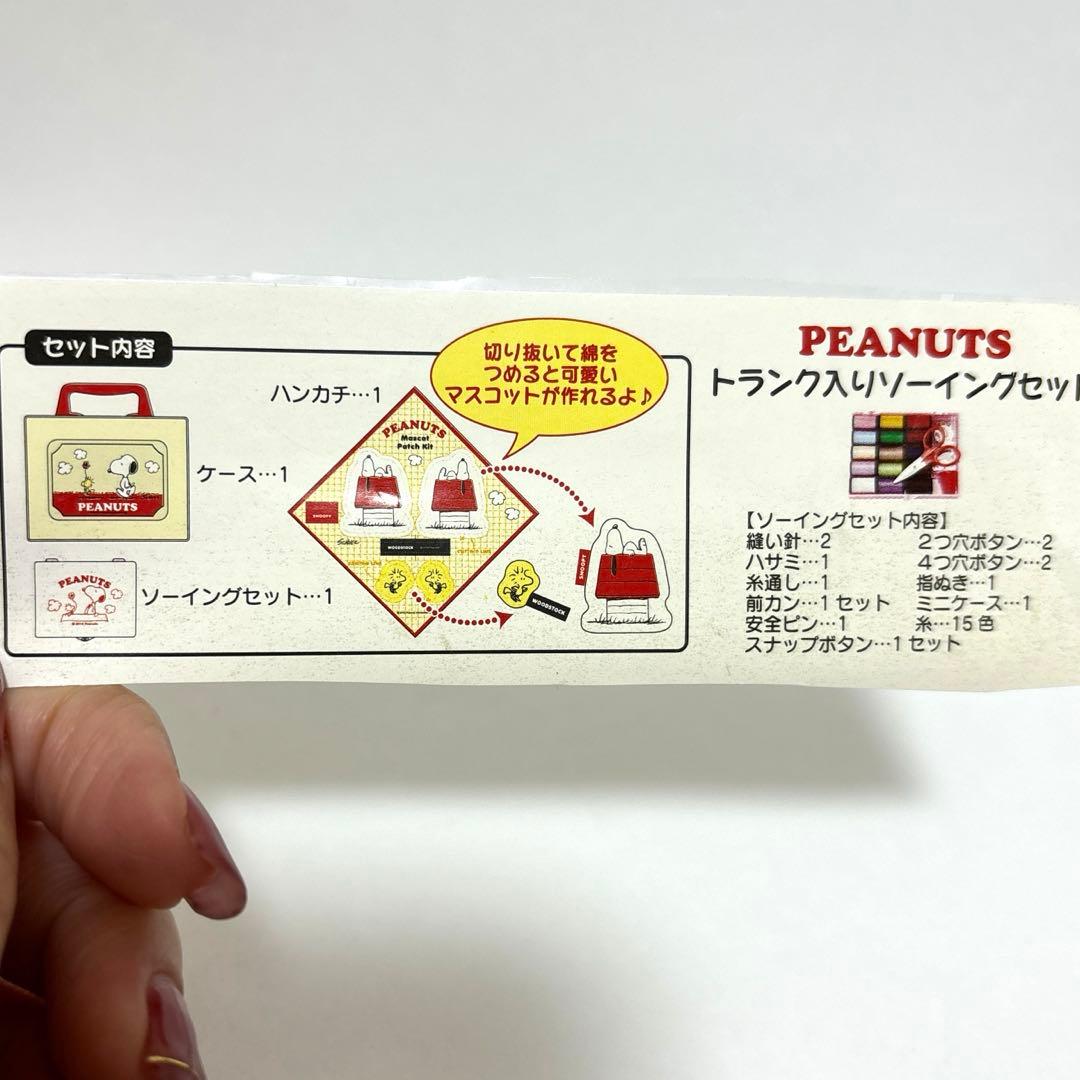 セット内容
ハンカチ…1
切り抜いて綿を
つめると可愛い
マスコットが作れるよ♪
PEANUTS
Mascot
Patch Kit
ケース…1
PEANUTS
SNOOPY
WOODSTOCK
PEANUTS
ソーイングセット…1
SNOOPY
WOODSTOCK
PEANUTS
トランク入りソーイングセット
【ソーイングセット内容】
縫い針…2
ハサミ…1
糸通し…1
前カン…1セット
安全ピン…1
スナップボタン…1セット
2つ穴ボタン…2
4つ穴ボタン…2
指ぬき…1
ミニケース…1
糸…15色